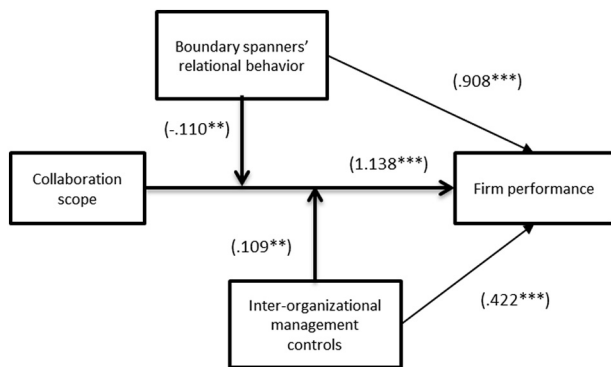 Boundary spanners'
relational behavior
(.908***)
(-.110**)
(1.138***)
Collaboration
scope
Firm performance
(.109**)
(.422***)
Inter-organizational
management
controls